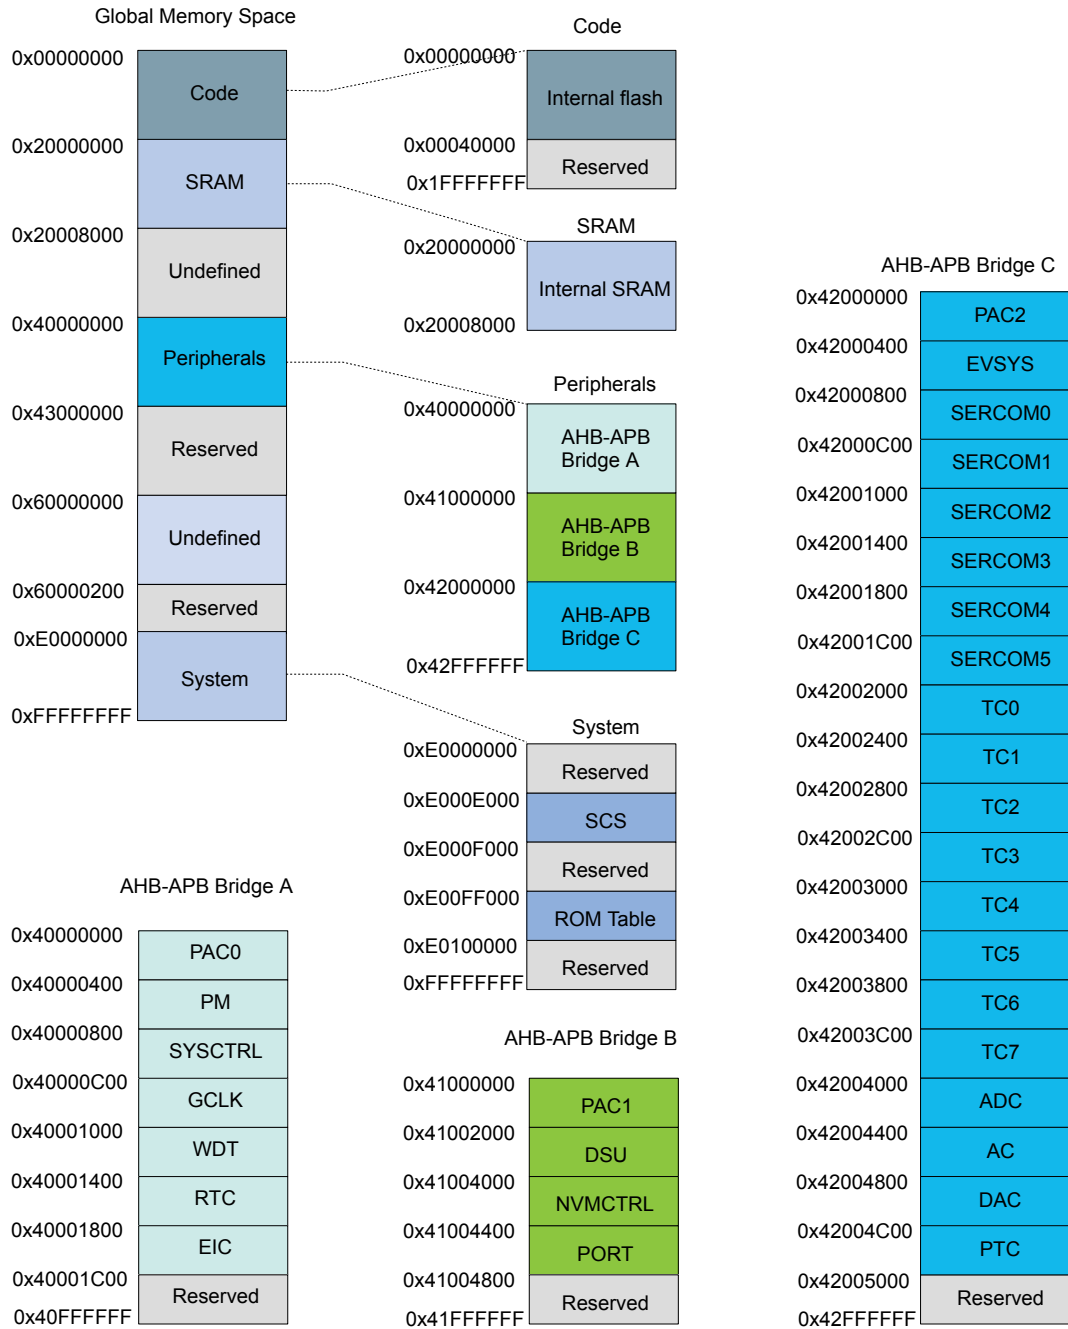 Global Memory Space
0x00000000
Code
0x20000000
SRAM
0x20008000
Undefined
0x40000000
Peripherals
0x43000000
Reserved
0x60000000
Undefined
0x60000200
Reserved
0xE0000000
System
0xFFFFFFFF
Code
0x00000000
Internal flash
0x00040000
Reserved
0x1FFFFFFF
SRAM
0x20000000
Internal SRAM
0x20008000
Peripherals
0x40000000
AHB-APB
Bridge A
0x41000000
AHB-APB
Bridge B
0x42000000
AHB-APB
Bridge C
0x42FFFFFF
System
0xE0000000
Reserved
0xE000E000
SCS
0xE000F000
Reserved
0xE00FF000
ROM Table
0xE0100000
Reserved
0xFFFFFFFF
AHB-APB Bridge A
0x40000000
PAC0
0x40000400
PM
0x40000800
SYSCTRL
0x40000C00
GCLK
0x40001000
WDT
0x40001400
RTC
0x40001800
EIC
0x40001C00
Reserved
0x40FFFFFF
AHB-APB Bridge B
0x41000000
PAC1
0x41002000
DSU
0x41004000
NVMCTRL
0x41004400
PORT
0x41004800
Reserved
0x41FFFFFF
AHB-APB Bridge C
0x42000000
PAC2
0x42000400
EVSYS
0x42000800
SERCOM0
0x42000C00
SERCOM1
0x42001000
SERCOM2
0x42001400
SERCOM3
0x42001800
SERCOM4
0x42001C00
SERCOM5
0x42002000
TC0
0x42002400
TC1
0x42002800
TC2
0x42002C00
TC3
0x42003000
TC4
0x42003400
TC5
0x42003800
TC6
0x42003C00
TC7
0x42004000
ADC
0x42004400
AC
0x42004800
DAC
0x42004C00
PTC
0x42005000
Reserved
0x42FFFFFF